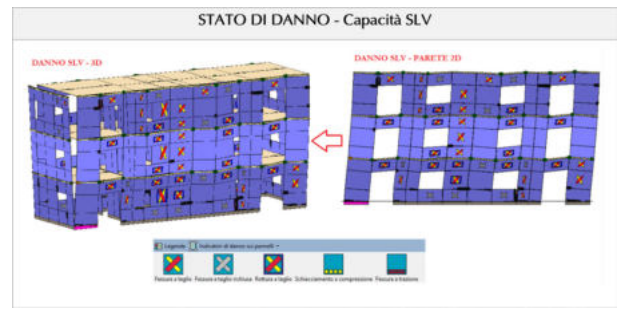 STATO DI DANNO - Capacità SLV
DANNO SLV - 3D
DANNO SLV - PARETE 2D
Legenda Indicatori di danno sui pannelli
Fessura a taglio Fessura a taglio richiusa Rottura a taglio Schiacciamento a compressione Fessura a trazione